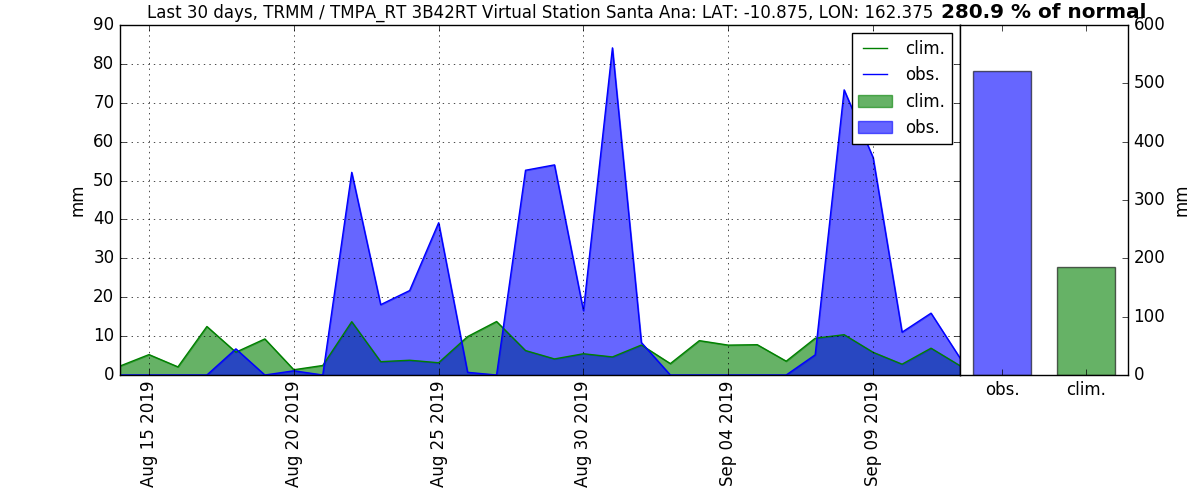 Last 30 days, TRMM / TMPA_RT 3B42RT Virtual Station Santa Ana: LAT: -10.875, LON: 162.375 280.9 % of normal
90
80
70
60
50
40
30
20
10
0
mm
clim.
obs.
clim.
obs.
Aug 15 2019
Aug 20 2019
Aug 25 2019
Aug 30 2019
Sep 04 2019
Sep 09 2019
600
500
400
300
200
100
0
mm
obs. clim.